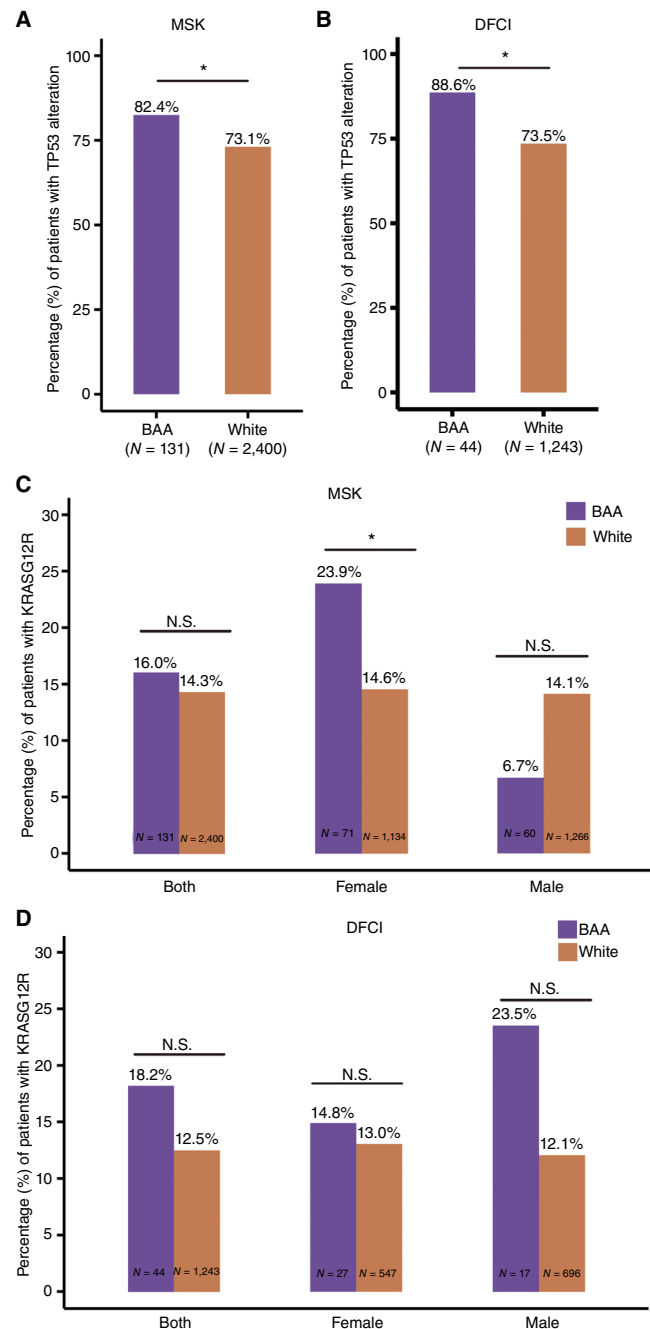 A
MSK
Percentage (%) of patients with TP53 alteration
100
75
50
25
0
*
82.4%
73.1%
BAA
(N = 131)
White
(N = 2,400)
B
DFCI
Percentage (%) of patients with TP53 alteration
100
75
50
25
0
*
88.6%
73.5%
BAA
(N = 44)
White
(N = 1,243)
C
MSK
BAA
White
Percentage (%) of patients with KRASG12R
30
25
20
15
10
5
0
N.S.
16.0%
14.3%
N = 131
N = 2,400
*
23.9%
14.6%
N = 71
N = 1,134
N.S.
6.7%
14.1%
N = 60
N = 1,266
Both
Female
Male
D
DFCI
BAA
White
Percentage (%) of patients with KRASG12R
30
25
20
15
10
5
0
N.S.
18.2%
12.5%
N = 44
N = 1,243
N.S.
14.8%
13.0%
N = 27
N = 547
N.S.
23.5%
12.1%
N = 17
N = 696
Both
Female
Male